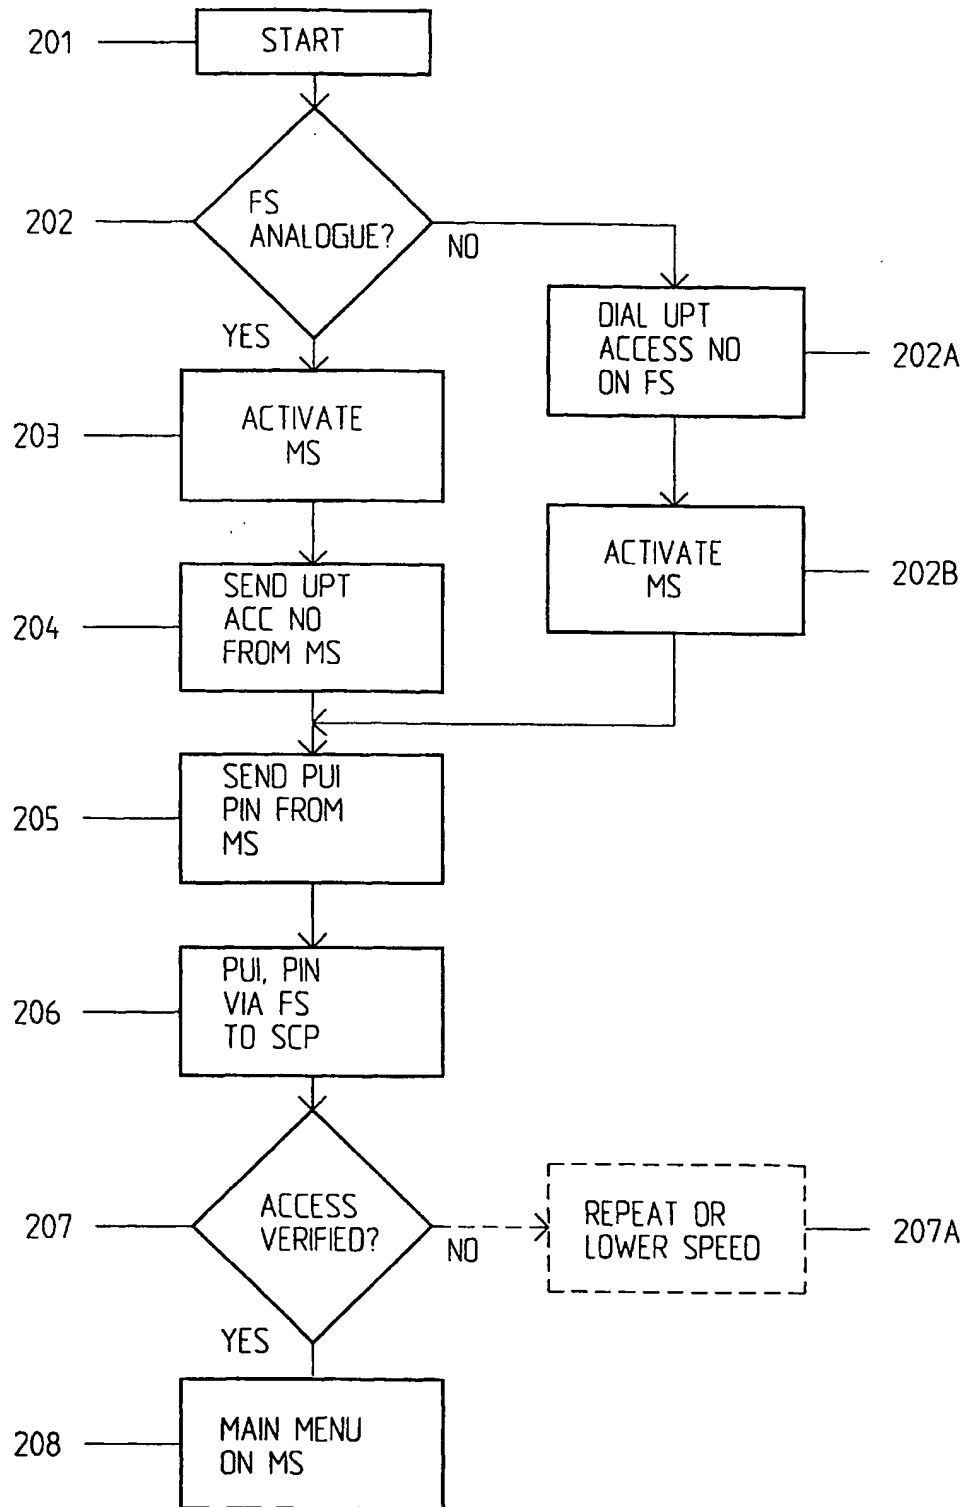 201
START
202
FS
ANALOGUE?
NO
YES
DIAL UPT
ACCESS NO
ON FS
202A
203
ACTIVATE
MS
ACTIVATE
MS
202B
204
SEND UPT
ACC NO
FROM MS
205
SEND PUI
PIN FROM
MS
206
PUI, PIN
VIA FS
TO SCP
207
ACCESS
VERIFIED?
NO
REPEAT OR
LOWER SPEED
207A
YES
208
MAIN MENU
ON MS